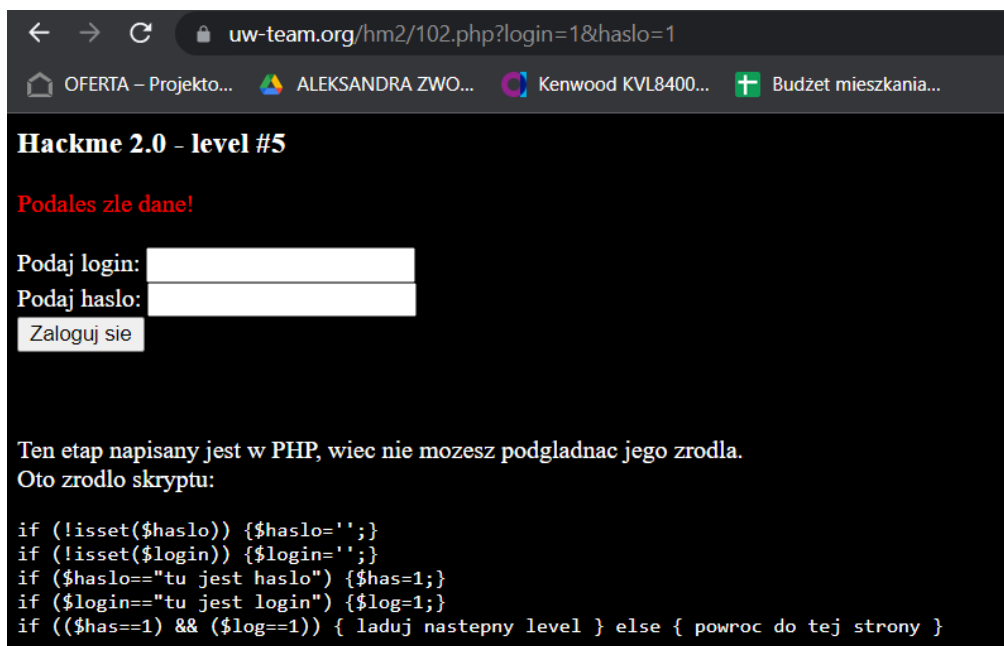 uw-team.org/hm2/102.php?login=1&haslo=1
OFERTA – Projekto... ALEKSANDRA ZWO... Kenwood KVL8400... Budżet mieszkania...
Hackme 2.0 - level #5
Podales zle dane!
Podaj login:
Podaj haslo:
Zaloguj sie
Ten etap napisany jest w PHP, wiec nie mozesz podgladnac jego zrodla.
Oto zrodlo skryptu:
if (!isset($haslo)) {$haslo='';}
if (!isset($login)) {$login='';}
if ($haslo=="tu jest haslo") {$has=1;}
if ($login=="tu jest login") {$log=1;}
if (($has==1) && ($log==1)) { laduj nastepny level } else { powroc do tej strony }